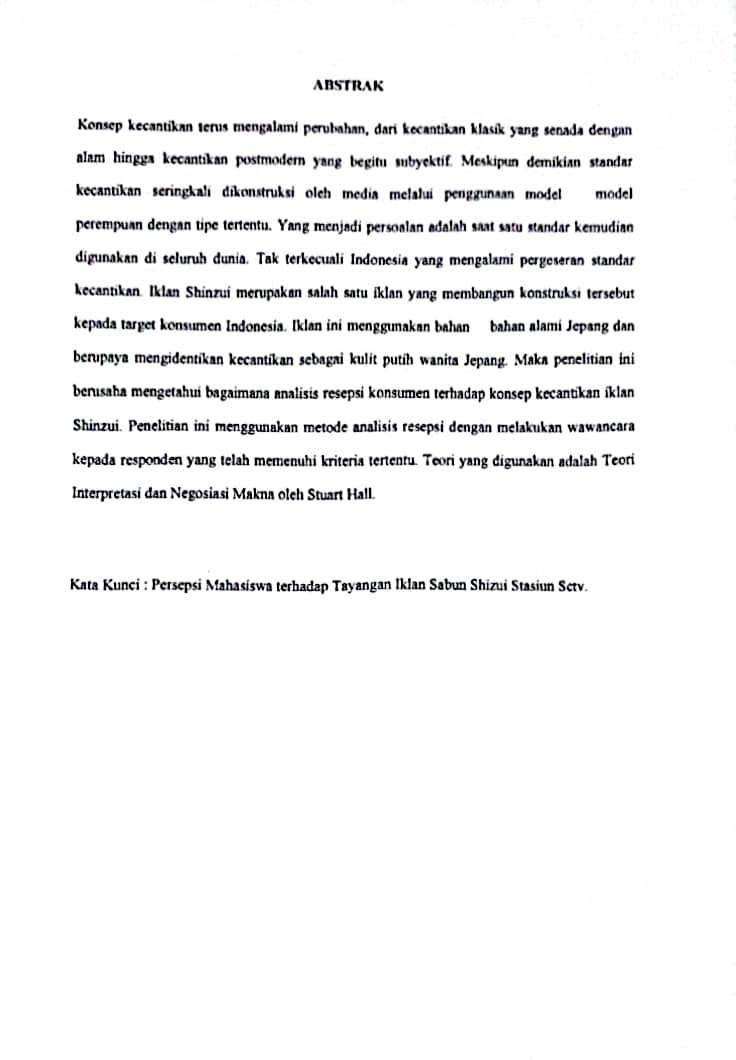 ABSTRAK
Konsep kecantikan terus mengalami perubahan, dari kecantikan klasik yang senada dengan
alam hingga kecantikan postmodern yang begitu subyektif. Meskipun demikian standar
kecantikan seringkali dikonstruksi oleh media melalui penggunaan model model
perempuan dengan tipe tertentu. Yang menjadi persoalan adalah saat satu standar kemudian
digunakan di seluruh dunia. Tak terkecuali Indonesia yang mengalami pergeseran standar
kecantikan. Iklan Shinzui merupakan salah satu iklan yang membangun konstruksi tersebut
kepada target konsumen Indonesia. Iklan ini menggunakan bahan bahan alami Jepang dan
berupaya mengidentikan kecantikan sebagai kulit putih wanita Jepang. Maka penelitian ini
berusaha mengetahui bagaimana analisis resepsi konsumen terhadap konsep kecantikan iklan
Shinzui. Penelitian ini menggunakan metode analisis resepsi dengan melakukan wawancara
kepada responden yang telah memenuhi kriteria tertentu. Teori yang digunakan adalah Teori
Interpretasi dan Negosiasi Makna oleh Stuart Hall.
Kata Kunci : Persepsi Mahasiswa terhadap Tayangan Iklan Sabun Shizui Stasiun Sctv.